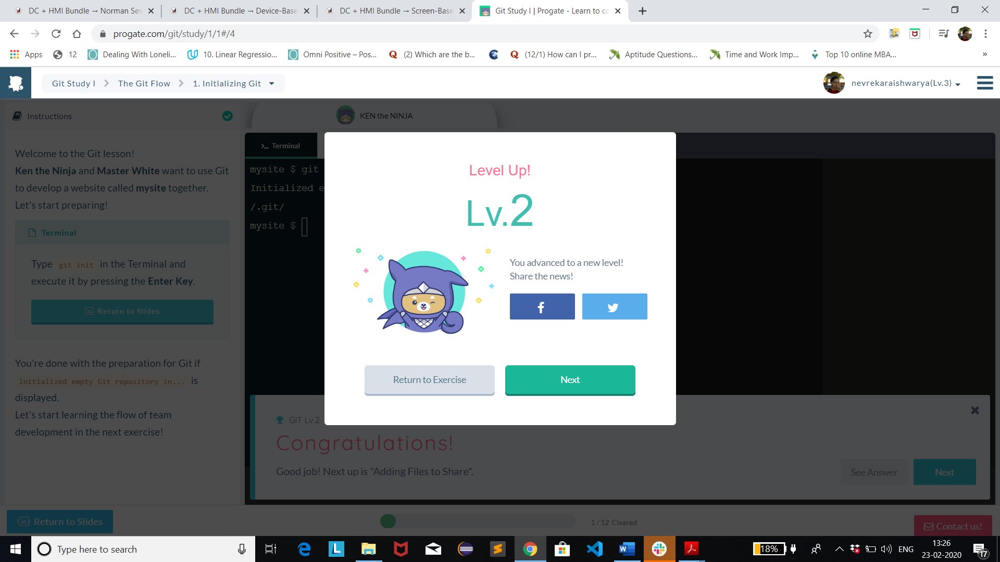 DC + HMI Bundle → Norman Sev
DC + HMI Bundle → Device-Base
DC + HMI Bundle → Screen-Base
Git Study I | Progate - Learn to co
progate.com/git/study/1/1#/4
Apps
12
Dealing With Loneli...
10. Linear Regressio...
Omni Positive – Pos...
(2) Which are the b...
(12/1) How can I pr...
Aptitude Questions...
Time and Work Imp...
Top 10 online MBA...
»
Git Study I
The Git Flow
1. Initializing Git
nevrekaraishwarya(Lv.3)
Instructions
KEN the NINJA
Welcome to the Git lesson!
Ken the Ninja and Master White want to use Git
to develop a website called mysite together.
Let's start preparing!
Terminal
Type git init in the Terminal and
execute it by pressing the Enter Key.
Return to Slides
You're done with the preparation for Git if
Initialized empty Git repository in... is
displayed.
Let's start learning the flow of team
development in the next exercise!
Terminal
mysite $ git
Initialized e
/.git/
mysite $
Level Up!
Lv.2
You advanced to a new level!
Share the news!
Return to Exercise
Next
GIT Lv.2
Congratulations!
Good job! Next up is "Adding Files to Share".
See Answer
Next
Return to Slides
1 / 12 Cleared
Contact us!
Type here to search
18%
ENG
13:26
23-02-2020
17